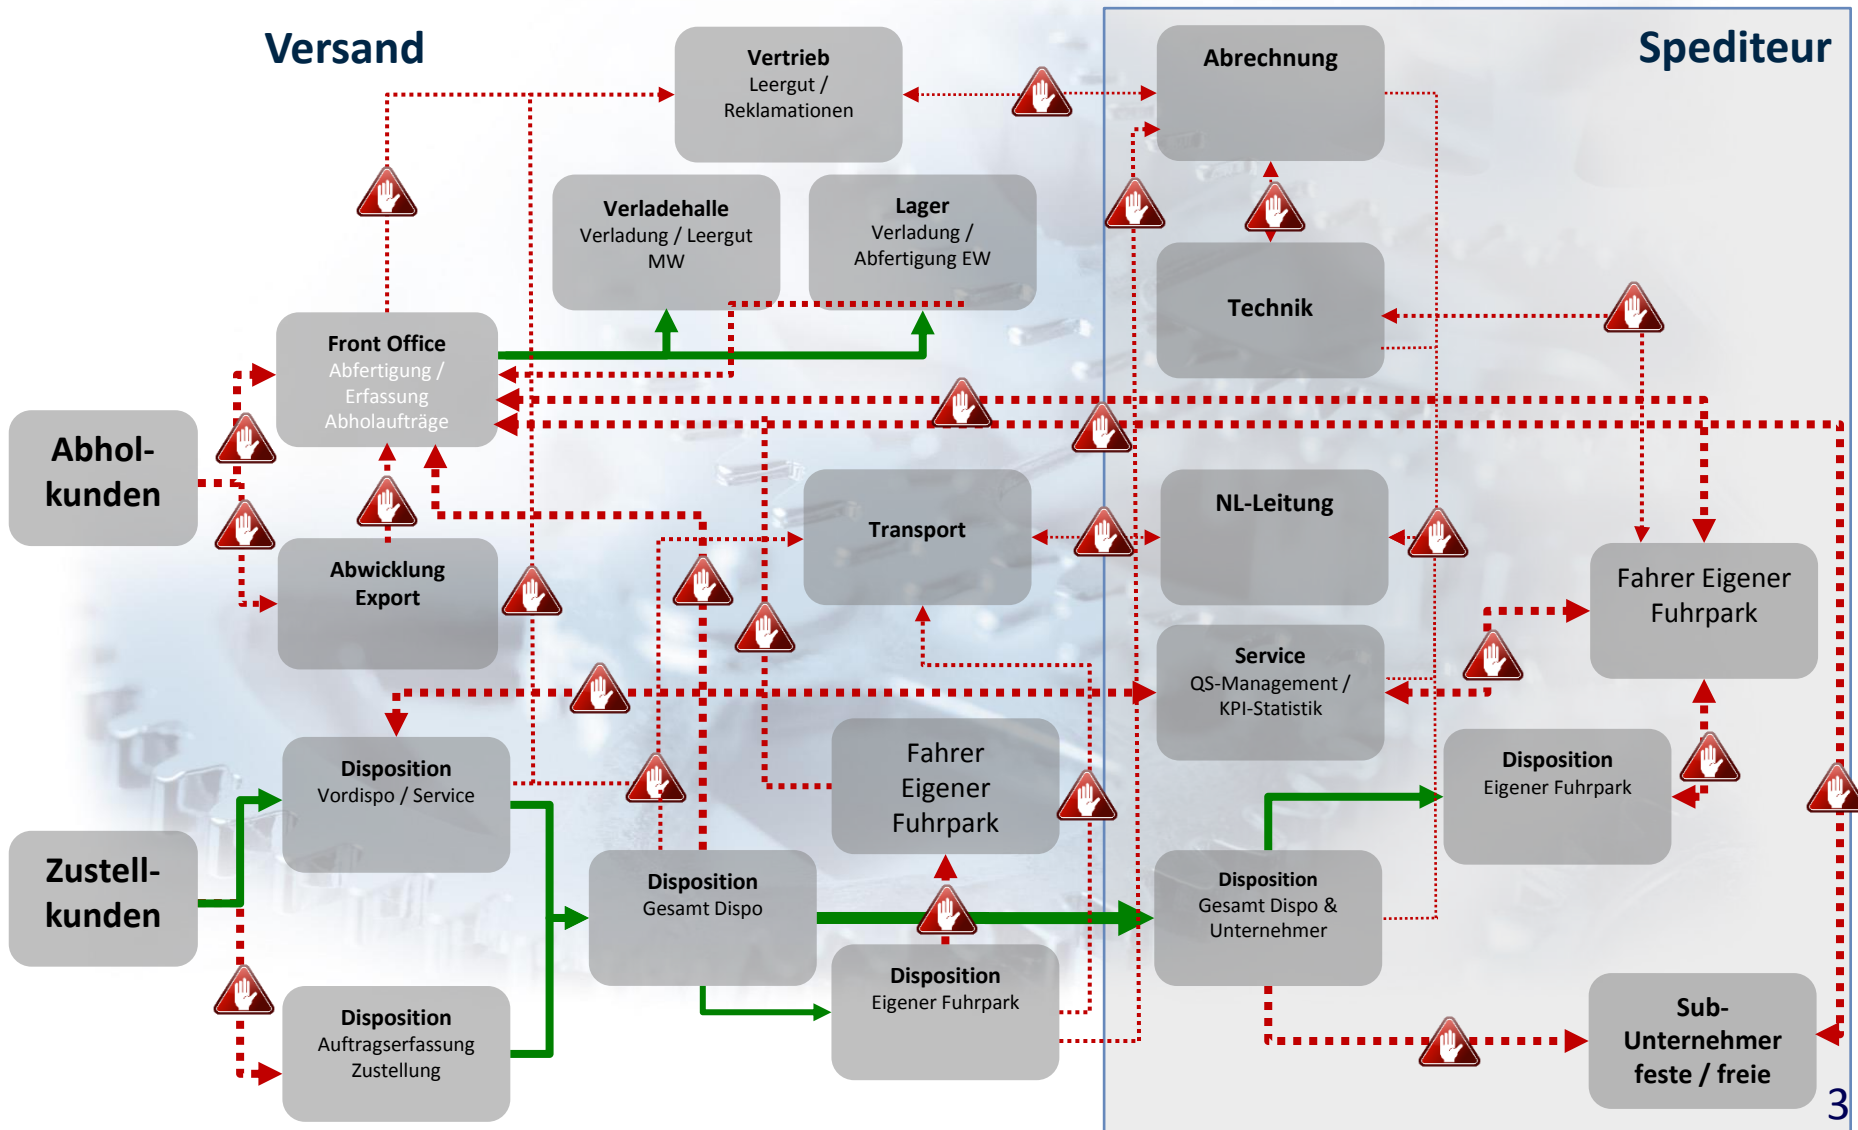 Versand
Spediteur
Vertrieb
Leergut /
Reklamationen
Abrechnung
Verladehalle
Verladung / Leergut
MW
Lager
Verladung /
Abfertigung EW
Technik
Front Office
Abfertigung /
Erfassung
Abholaufträge
Abhol-
kunden
Abwicklung
Export
Transport
NL-Leitung
Fahrer Eigener
Fuhrpark
Service
QS-Management /
KPI-Statistik
Disposition
Vordispo / Service
Fahrer
Eigener
Fuhrpark
Disposition
Eigener Fuhrpark
Zustell-
kunden
Disposition
Gesamt Dispo
Disposition
Gesamt Dispo &
Unternehmer
Disposition
Eigener Fuhrpark
Disposition
Auftragserfassung
Zustellung
Sub-
Unternehmer
feste / freie
3